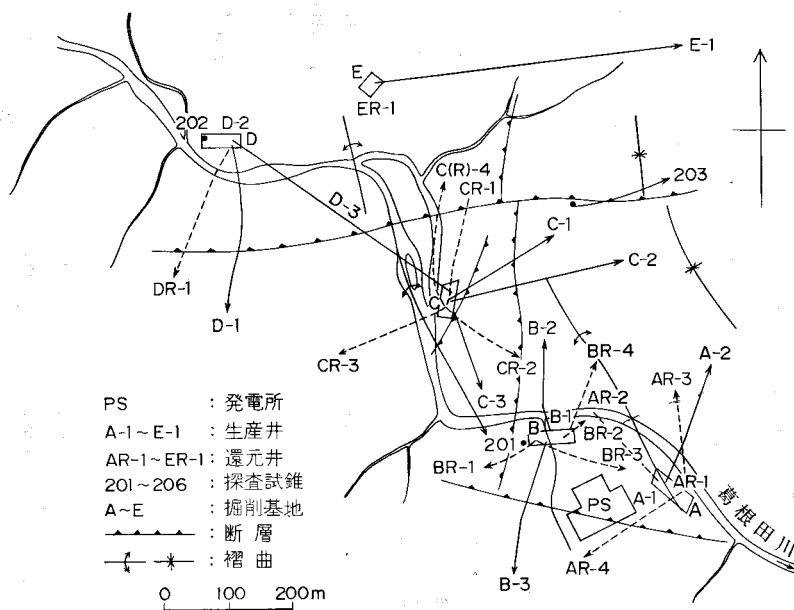 E
E-1
ER-1
202
D-2
D
203
C(R)-4
CR-1
D-3
C-1
C-2
C
DR-1
D-1
B-2
CR-3
CR-2
BR-4
A-2
AR-3
AR-2
C-3
B-1
B
BR-2
201
BR-1
BR-3
AR-1
A-1
A
PS
葛根田川
AR-4
B-3
PS : 発電所
A-1~E-1 : 生産井
AR-1~ER-1 : 還元井
201~206 : 探査試錐
A~E : 掘削基地
: 断層
: 褶曲
0 100 200m